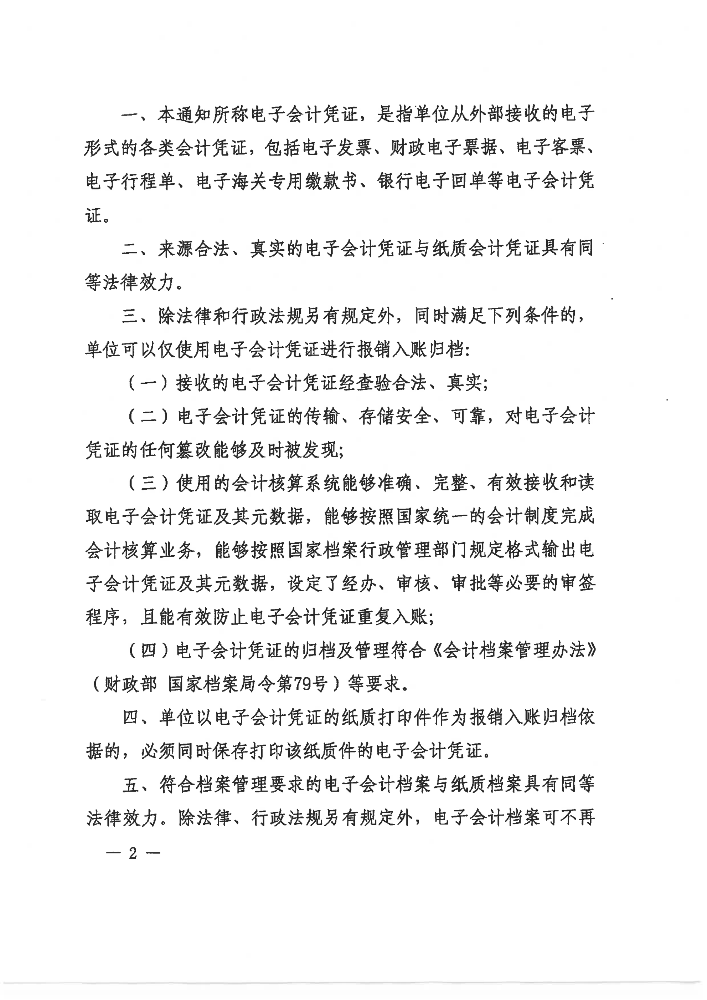 一、本通知所称电子会计凭证，是指单位从外部接收的电子
形式的各类会计凭证，包括电子发票、财政电子票据、电子客票、
电子行程单、电子海关专用缴款书、银行电子回单等电子会计凭
证。
二、来源合法、真实的电子会计凭证与纸质会计凭证具有同
等法律效力。
三、除法律和行政法规另有规定外，同时满足下列条件的，
单位可以仅使用电子会计凭证进行报销入账归档：
（一）接收的电子会计凭证经查验合法、真实；
（二）电子会计凭证的传输、存储安全、可靠，对电子会计
凭证的任何篡改能够及时被发现；
（三）使用的会计核算系统能够准确、完整、有效接收和读
取电子会计凭证及其元数据，能够按照国家统一的会计制度完成
会计核算业务，能够按照国家档案行政管理部门规定格式输出电
子会计凭证及其元数据，设定了经办、审核、审批等必要的审签
程序，且能有效防止电子会计凭证重复入账；
（四）电子会计凭证的归档及管理符合《会计档案管理办法》
（财政部 国家档案局令第79号）等要求。
四、单位以电子会计凭证的纸质打印件作为报销入账归档依
据的，必须同时保存打印该纸质件的电子会计凭证。
五、符合档案管理要求的电子会计档案与纸质档案具有同等
法律效力。除法律、行政法规另有规定外，电子会计档案可不再
— 2 —